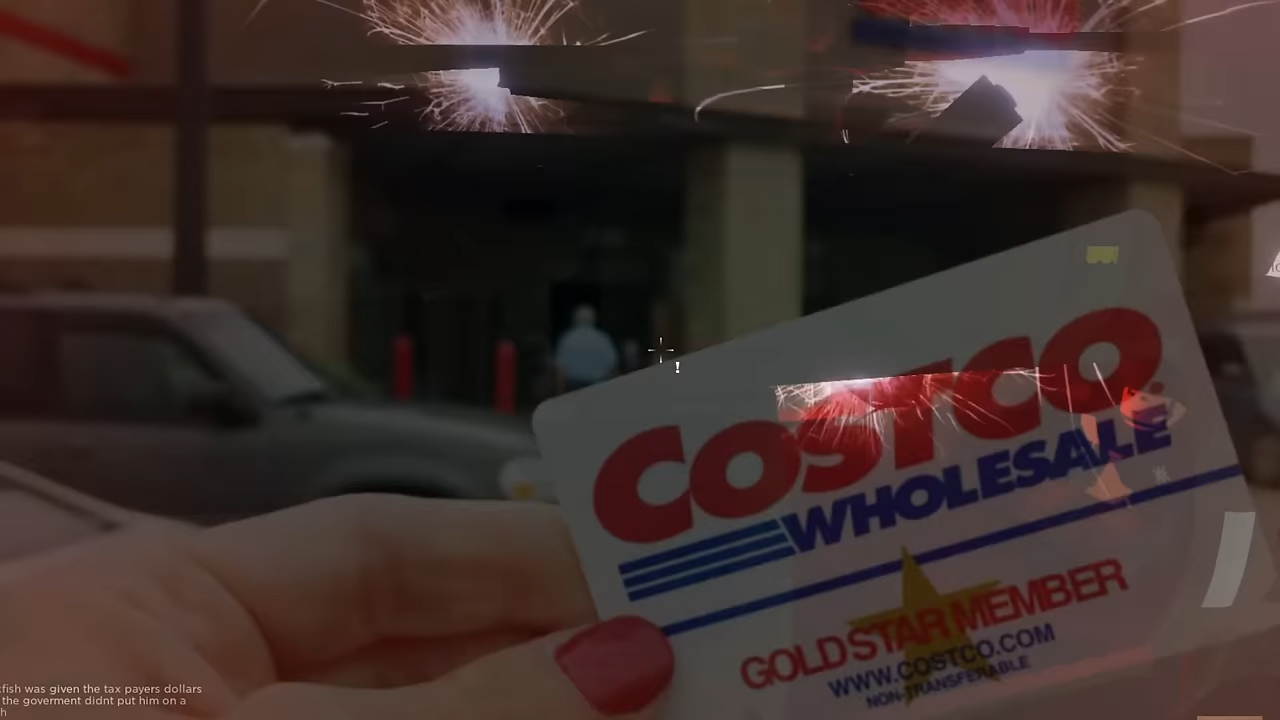 COSTCO
WHOLESALE
GOLD STAR MEMBER
WWW.COSTCO.COM
NON-TRANSFERABLE
was given the tax payers dollars
the goverment didnt put him on a